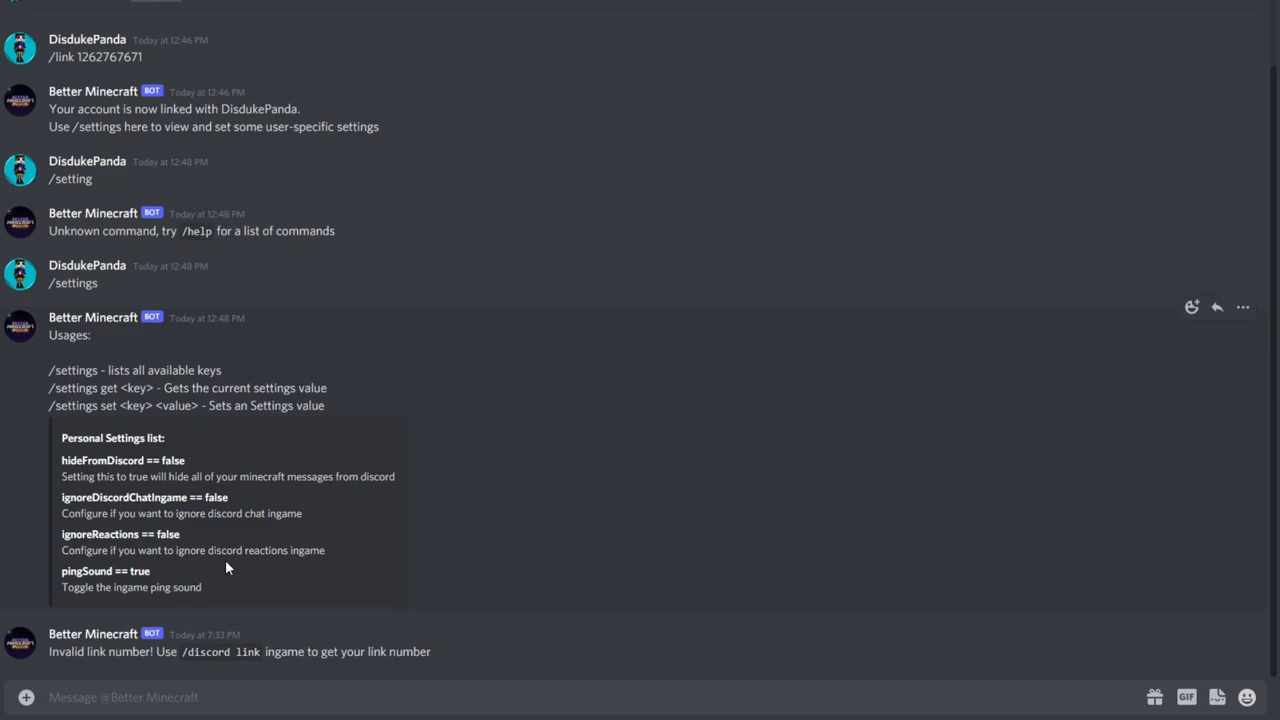 DisdukePanda Today at 12:46 PM
/link 1262767671
Better Minecraft BOT Today at 12:46 PM
Your account is now linked with DisdukePanda.
Use /settings here to view and set some user-specific settings
DisdukePanda Today at 12:48 PM
/setting
Better Minecraft BOT Today at 12:48 PM
Unknown command, try /help for a list of commands
DisdukePanda Today at 12:48 PM
/settings
Better Minecraft BOT Today at 12:48 PM
Usages:
/settings - lists all available keys
/settings get <key> - Gets the current settings value
/settings set <key> <value> - Sets an Settings value
Personal Settings list:
hideFromDiscord == false
Setting this to true will hide all of your minecraft messages from discord
ignoreDiscordChatIngame == false
Configure if you want to ignore discord chat ingame
ignoreReactions == false
Configure if you want to ignore discord reactions ingame
pingSound == true
Toggle the ingame ping sound
Better Minecraft BOT Today at 7:33 PM
Invalid link number! Use /discord link ingame to get your link number
Message @Better Minecraft
GIF